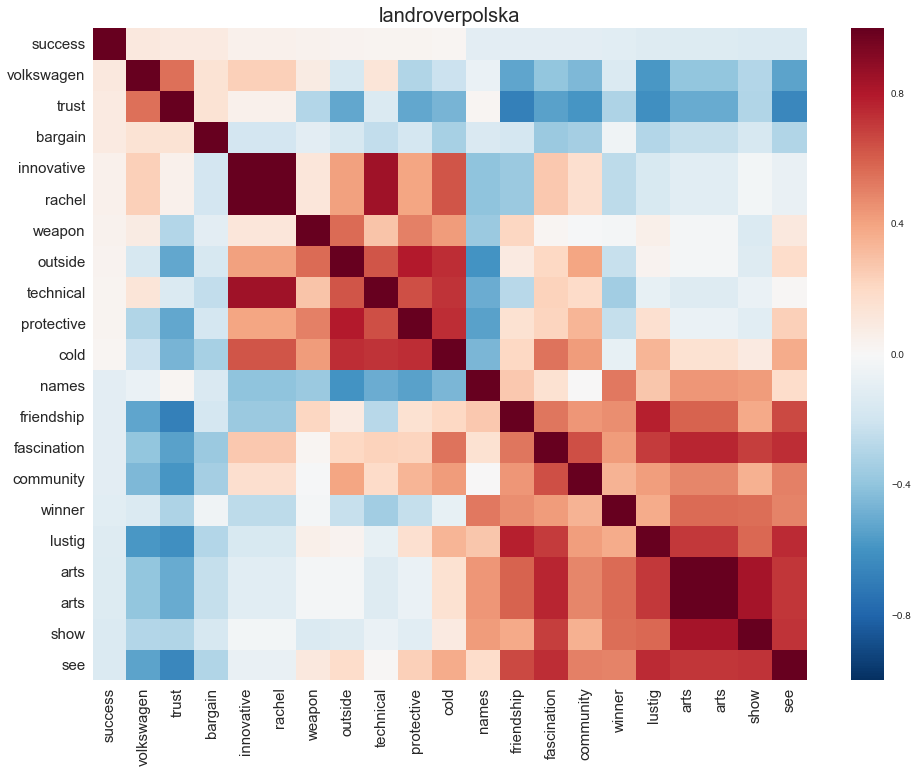 landroverpolska
success
volkswagen
trust
bargain
innovative
rachel
weapon
outside
technical
protective
cold
names
friendship
fascination
community
winner
lustig
arts
arts
show
see
success
volkswagen
trust
bargain
innovative
rachel
weapon
outside
technical
protective
cold
names
friendship
fascination
community
winner
lustig
arts
arts
show
see
0.8
0.4
0.0
−0.4
−0.8